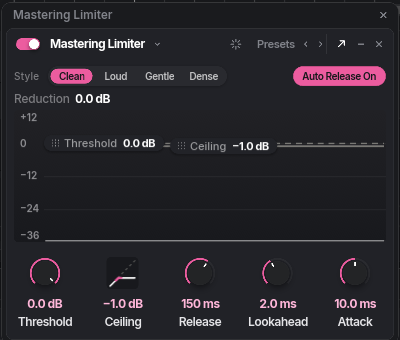 Mastering Limiter
Mastering Limiter
Presets
Style Clean Loud Gentle Dense Auto Release On
Reduction 0.0 dB
+12
0 Threshold 0.0 dB Ceiling −1.0 dB
−12
−24
−36
0.0 dB −1.0 dB 150 ms 2.0 ms 10.0 ms
Threshold Ceiling Release Lookahead Attack